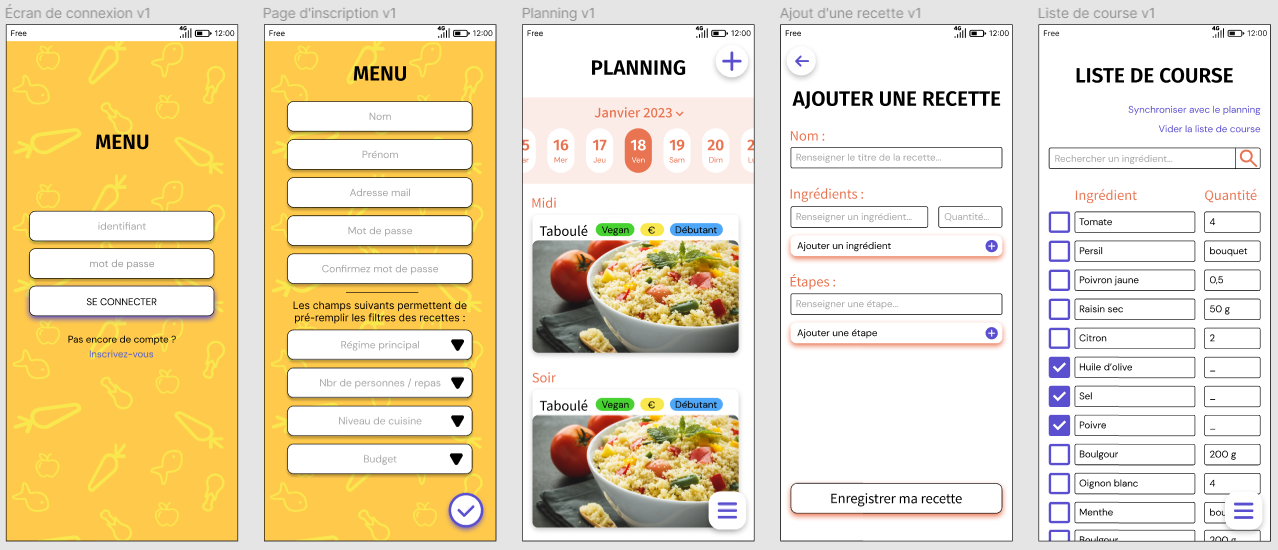 Écran de connexion v1
Free
4G 12:00
MENU
identifiant
mot de passe
SE CONNECTER
Pas encore de compte ?
Inscrivez-vous
Page d'inscription v1
Free
4G 12:00
MENU
Nom
Prénom
Adresse mail
Mot de passe
Confirmez mot de passe
Les champs suivants permettent de
pré-remplir les filtres des recettes :
Régime principal
Nbr de personnes / repas
Niveau de cuisine
Budget
Planning v1
Free
4G 12:00
PLANNING
Janvier 2023
5 16 17 18 19 20 2
er Mer Jeu Ven Sam Dim Lu
Midi
Taboulé Vegan € Débutant
Soir
Taboulé Vegan € Débutant
Ajout d'une recette v1
Free
4G 12:00
AJOUTER UNE RECETTE
Nom :
Renseigner le titre de la recette...
Ingrédients :
Renseigner un ingrédient... Quantité...
Ajouter un ingrédient
Étapes :
Renseigner une étape...
Ajouter une étape
Enregistrer ma recette
Liste de course v1
Free
4G 12:00
LISTE DE COURSE
Synchroniser avec le planning
Vider la liste de course
Rechercher un ingrédient...
Ingrédient Quantité
Tomate 4
Persil bouquet
Poivron jaune 0,5
Raisin sec 50 g
Citron 2
Huile d'olive _
Sel _
Poivre _
Boulgour 200 g
Oignon blanc 4
Menthe bou
Boulgour 200 g